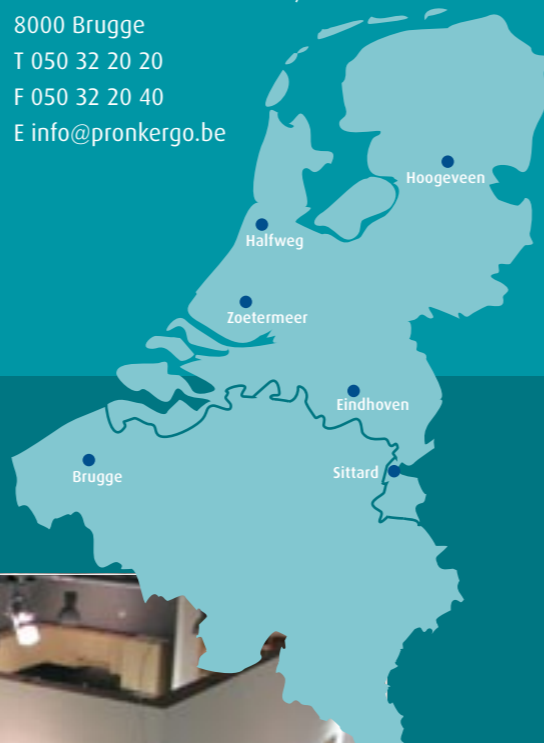 8000 Brugge
T 050 32 20 20
F 050 32 20 40
E info@pronkergo.be
Hoogeveen
Halfweg
Zoetermeer
Eindhoven
Sittard
Brugge